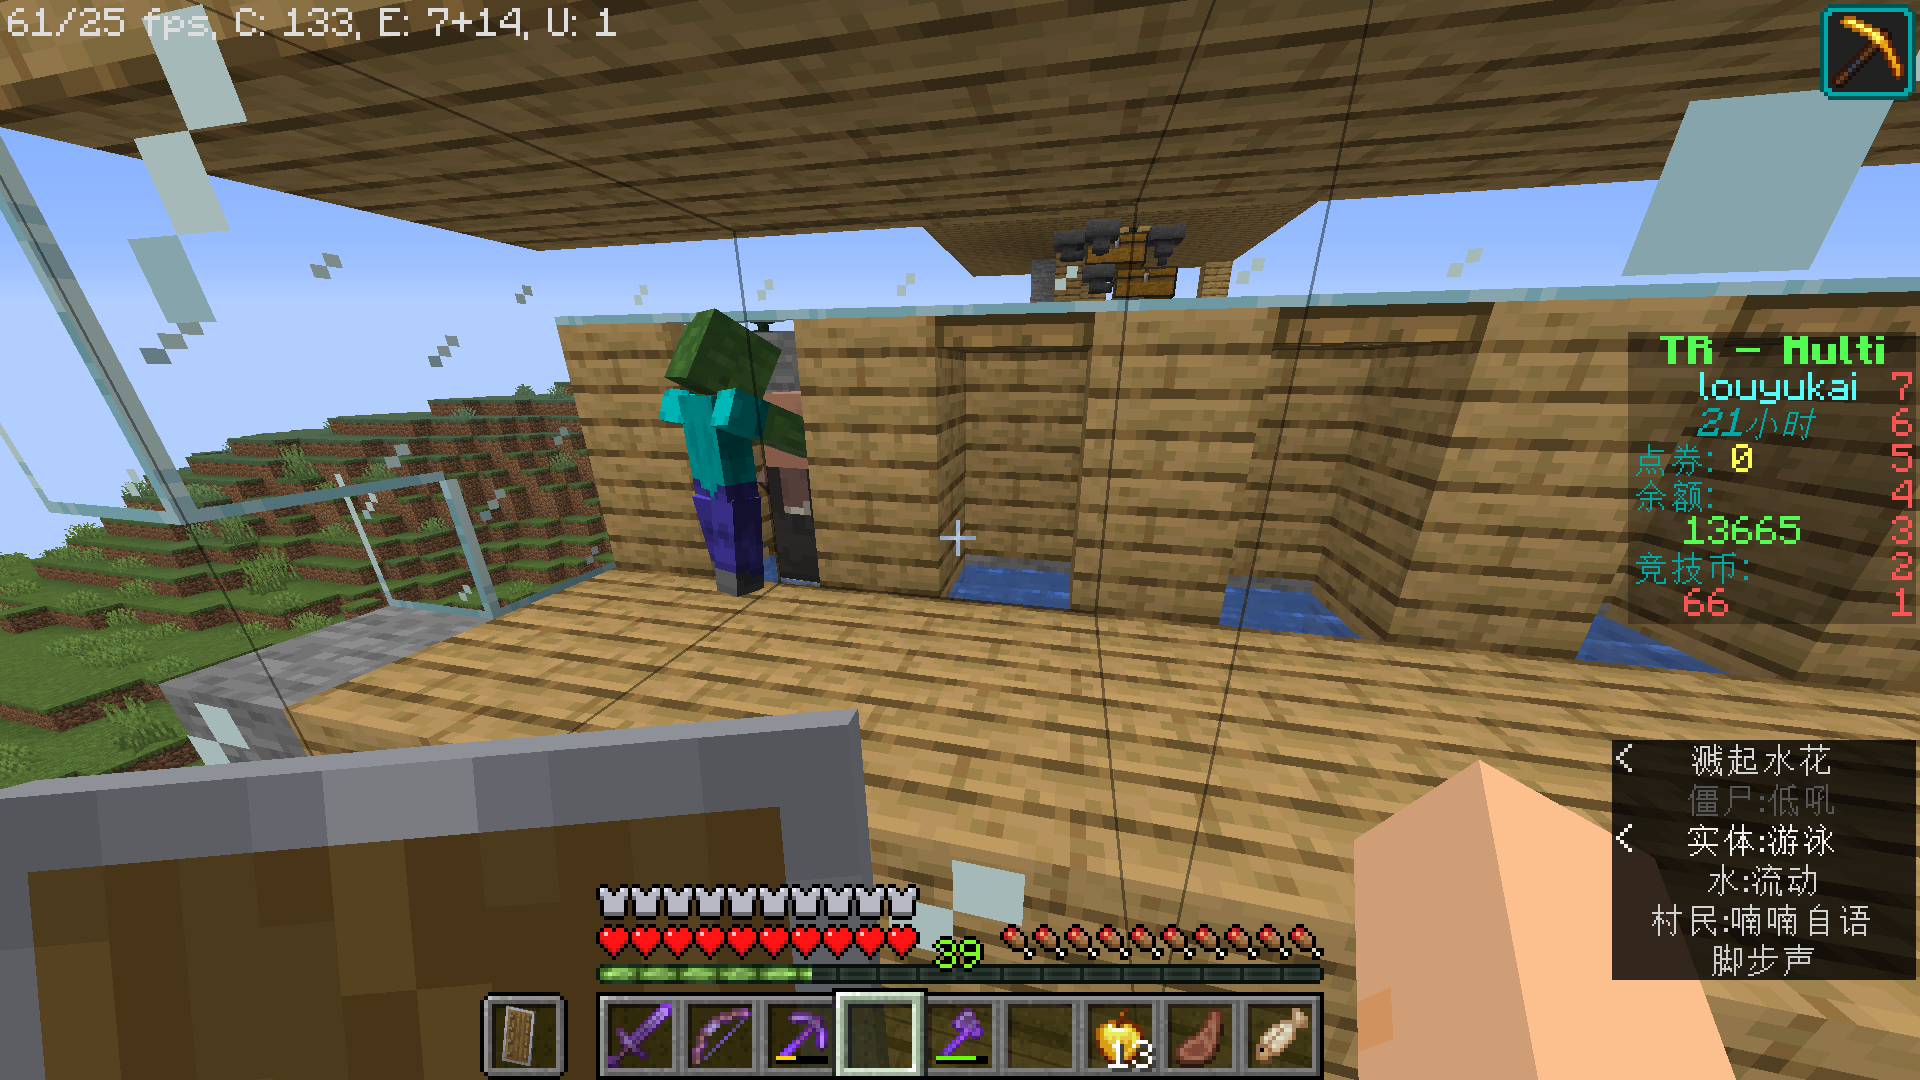 61/25 fps, C: 133, E: 7+14, U: 1
TR - Multi
louyukai 7
21小时 6
点券: 0 5
余额: 4
13665 3
竞技币: 2
66 1
< 溅起水花
僵尸:低吼
< 实体:游泳
水:流动
村民:喃喃自语
脚步声
39
13